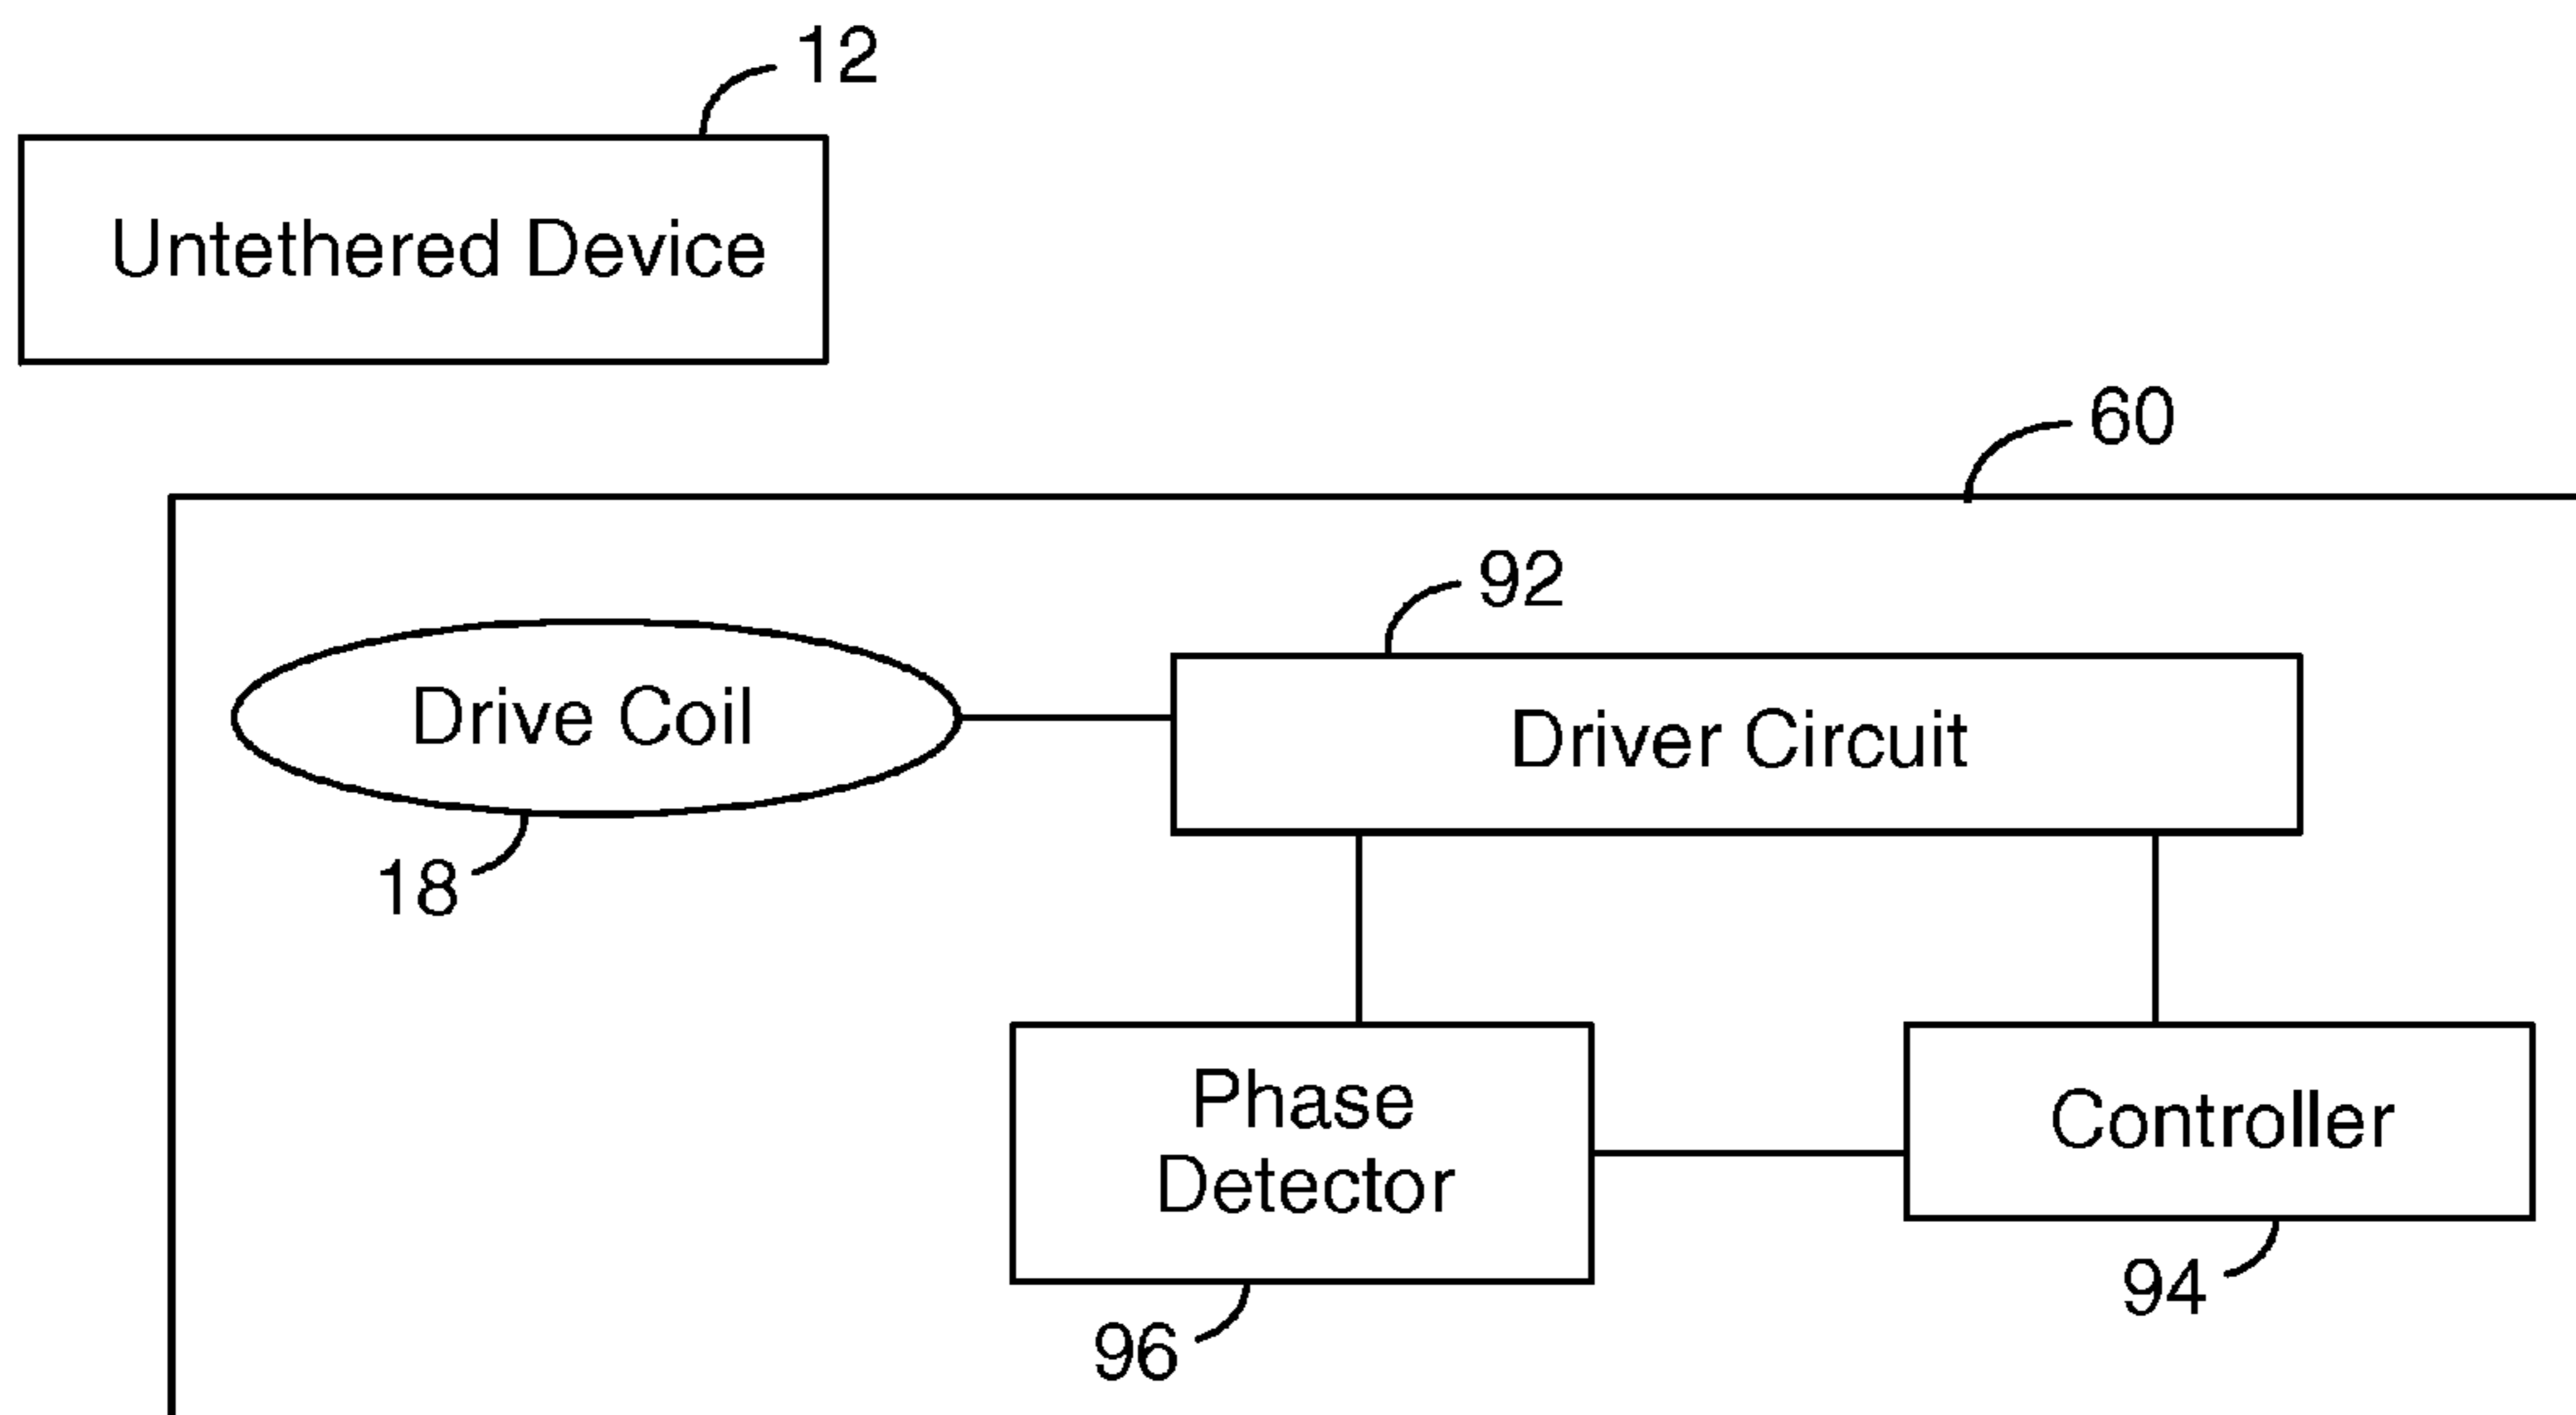 12
Untethered Device
60
92
Drive Coil
Driver Circuit
18
Phase
Detector
Controller
94
96